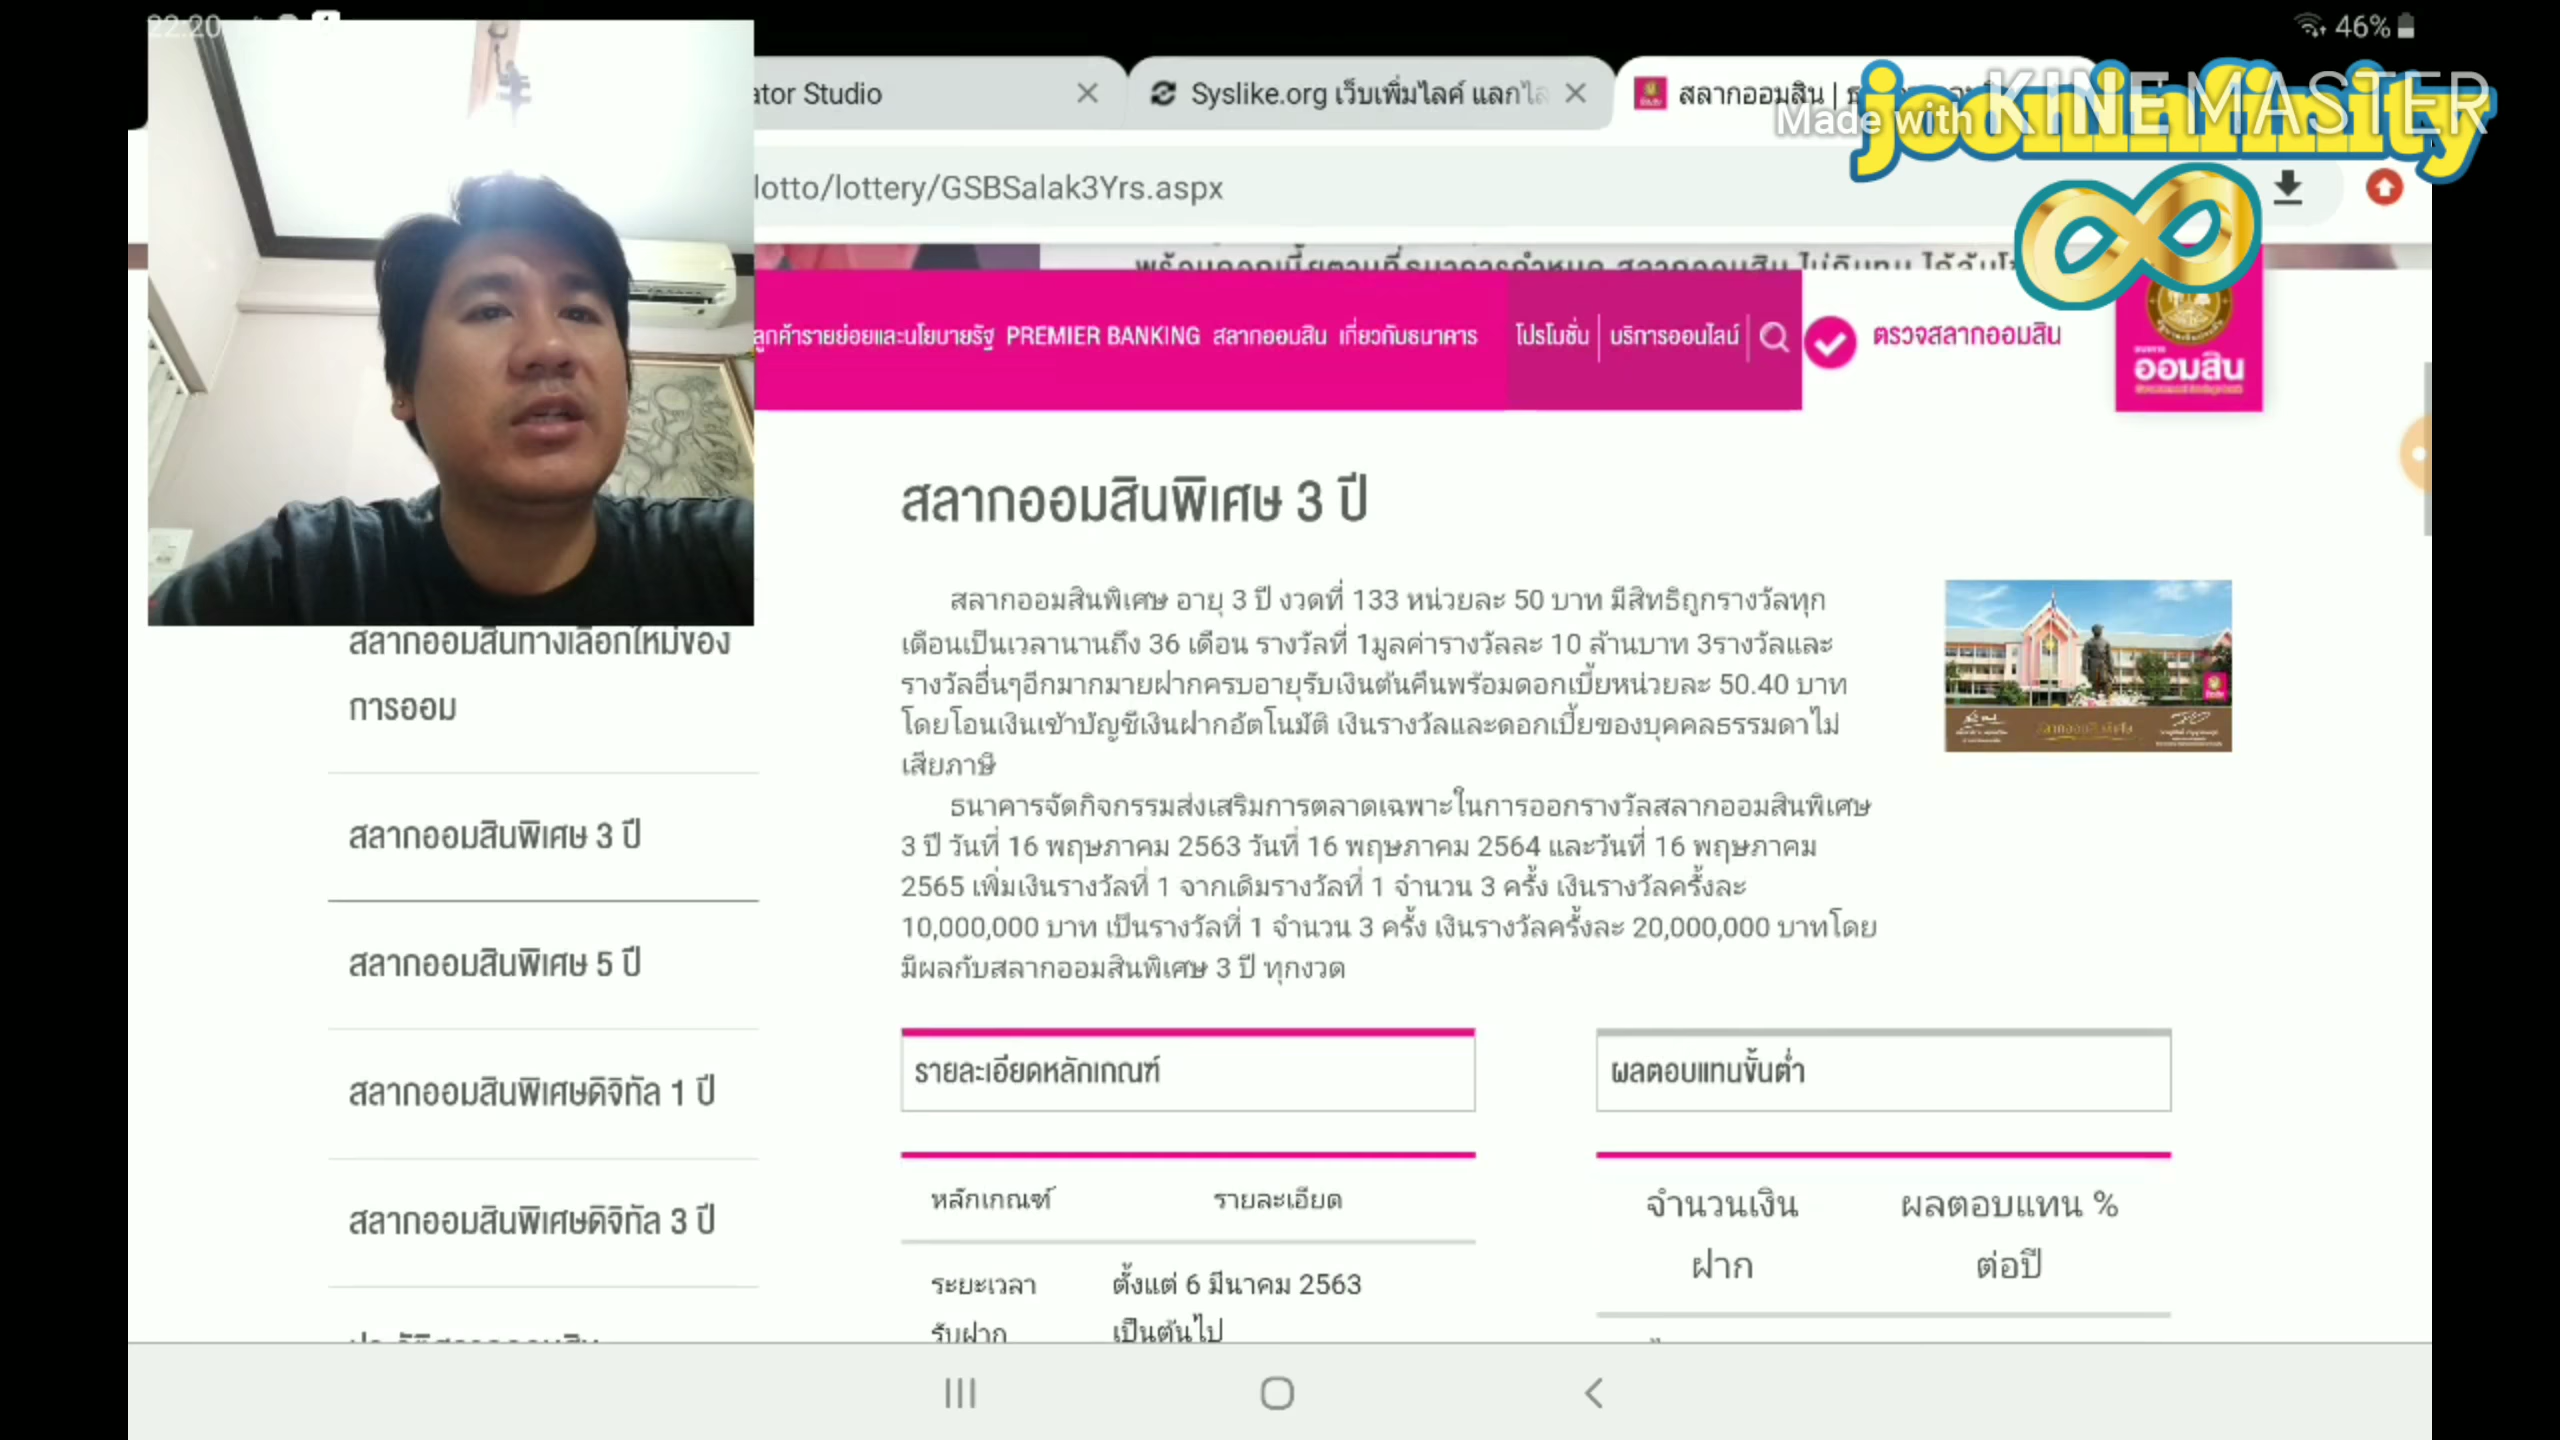 22:20
46%
ator Studio
Syslike.org เว็บเพิ่มไลค์ แลกไล
สลากออมสิน |
Made with KINEMASTER
jooninfinity
lotto/lottery/GSBSalak3Yrs.aspx
ลูกค้ารายย่อยและนโยบายรัฐ PREMIER BANKING สลากออมสิน เกี่ยวกับธนาคาร โปรโมชั่น บริการออนไลน์ ตรวจสลากออมสิน
ออมสิน
สลากออมสินทางเลือกใหม่ของ
การออม
สลากออมสินพิเศษ 3 ปี
สลากออมสินพิเศษ 5 ปี
สลากออมสินพิเศษดิจิทัล 1 ปี
สลากออมสินพิเศษดิจิทัล 3 ปี
สลากออมสินพิเศษ 3 ปี
สลากออมสินพิเศษ อายุ 3 ปี งวดที่ 133 หน่วยละ 50 บาท มีสิทธิถูกรางวัลทุก
เดือนเป็นเวลานานถึง 36 เดือน รางวัลที่ 1มูลค่ารางวัลละ 10 ล้านบาท 3รางวัลและ
รางวัลอื่นๆอีกมากมายฝากครบอายุรับเงินต้นคืนพร้อมดอกเบี้ยหน่วยละ 50.40 บาท
โดยโอนเงินเข้าบัญชีเงินฝากอัตโนมัติ เงินรางวัลและดอกเบี้ยของบุคคลธรรมดาไม่
เสียภาษี
ธนาคารจัดกิจกรรมส่งเสริมการตลาดเฉพาะในการออกรางวัลสลากออมสินพิเศษ
3 ปี วันที่ 16 พฤษภาคม 2563 วันที่ 16 พฤษภาคม 2564 และวันที่ 16 พฤษภาคม
2565 เพิ่มเงินรางวัลที่ 1 จากเดิมรางวัลที่ 1 จำนวน 3 ครั้ง เงินรางวัลครั้งละ
10,000,000 บาท เป็นรางวัลที่ 1 จำนวน 3 ครั้ง เงินรางวัลครั้งละ 20,000,000 บาทโดย
มีผลกับสลากออมสินพิเศษ 3 ปี ทุกงวด
รายละเอียดหลักเกณฑ์
หลักเกณฑ์ รายละเอียด
ระยะเวลา ตั้งแต่ 6 มีนาคม 2563
รับฝาก เป็นต้นไป
ผลตอบแทนขั้นต่ำ
จำนวนเงิน ผลตอบแทน %
ฝาก ต่อปี